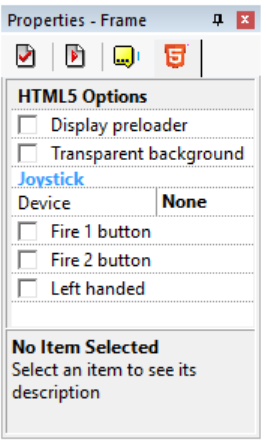 Properties - Frame
HTML5 Options
Display preloader
Transparent background
Joystick
Device None
Fire 1 button
Fire 2 button
Left handed
No Item Selected
Select an item to see its
description